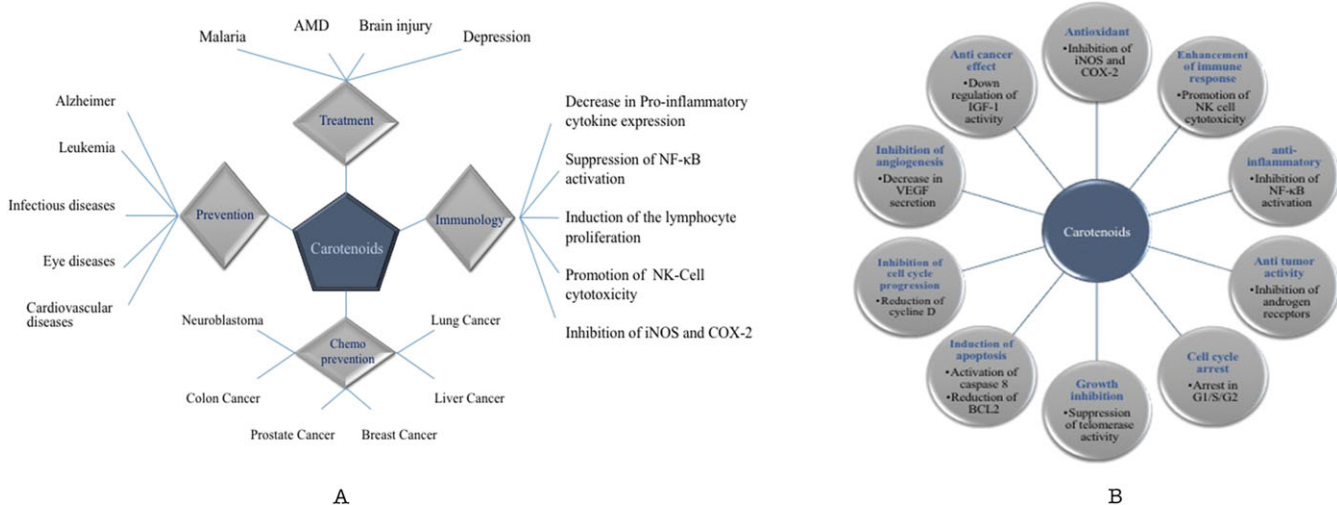 Malaria
AMD
Brain injury
Depression
Treatment
Alzheimer
Leukemia
Infectious diseases
Eye diseases
Cardiovascular
diseases
Prevention
Carotenoids
Immunology
Decrease in Pro-inflammatory
cytokine expression
Suppression of NF-κB
activation
Induction of the lymphocyte
proliferation
Promotion of NK-Cell
cytotoxicity
Inhibition of iNOS and COX-2
Neuroblastoma
Lung Cancer
Chemo
prevention
Colon Cancer
Liver Cancer
Prostate Cancer
Breast Cancer
A
Antioxidant
•Inhibition of
iNOS and
COX-2
Enhancement
of immune
response
•Promotion of
NK cell
cytotoxicity
anti-
inflammatory
•Inhibition of
NF-κB
activation
Anti tumor
activity
•Inhibition of
androgen
receptors
Cell cycle
arrest
•Arrest in
G1/S/G2
Growth
inhibition
•Suppression
of telomerase
activity
Induction of
apoptosis
•Activation of
caspase 8
•Reduction of
BCL2
Inhibition of
cell cycle
progression
•Reduction of
cycline D
Inhibition of
angiogenesis
•Decrease in
VEGF
secretion
Anti cancer
effect
•Down
regulation of
IGF-1
activity
Carotenoids
B